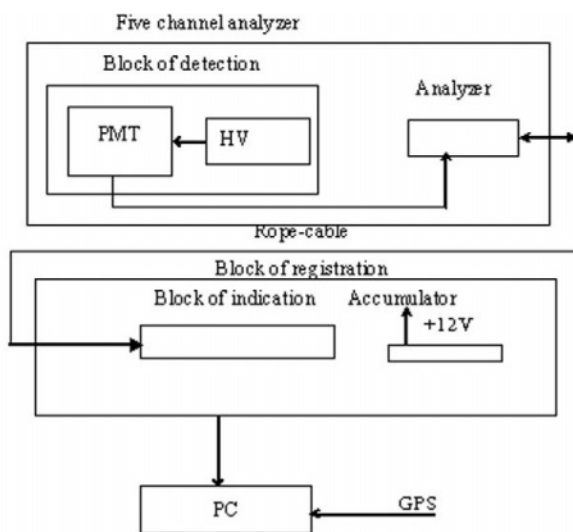 Five channel analyzer
Block of detection
Analyzer
PMT
HV
Rope-cable
Block of registration
Block of indication
Accumulator
+12V
PC
GPS